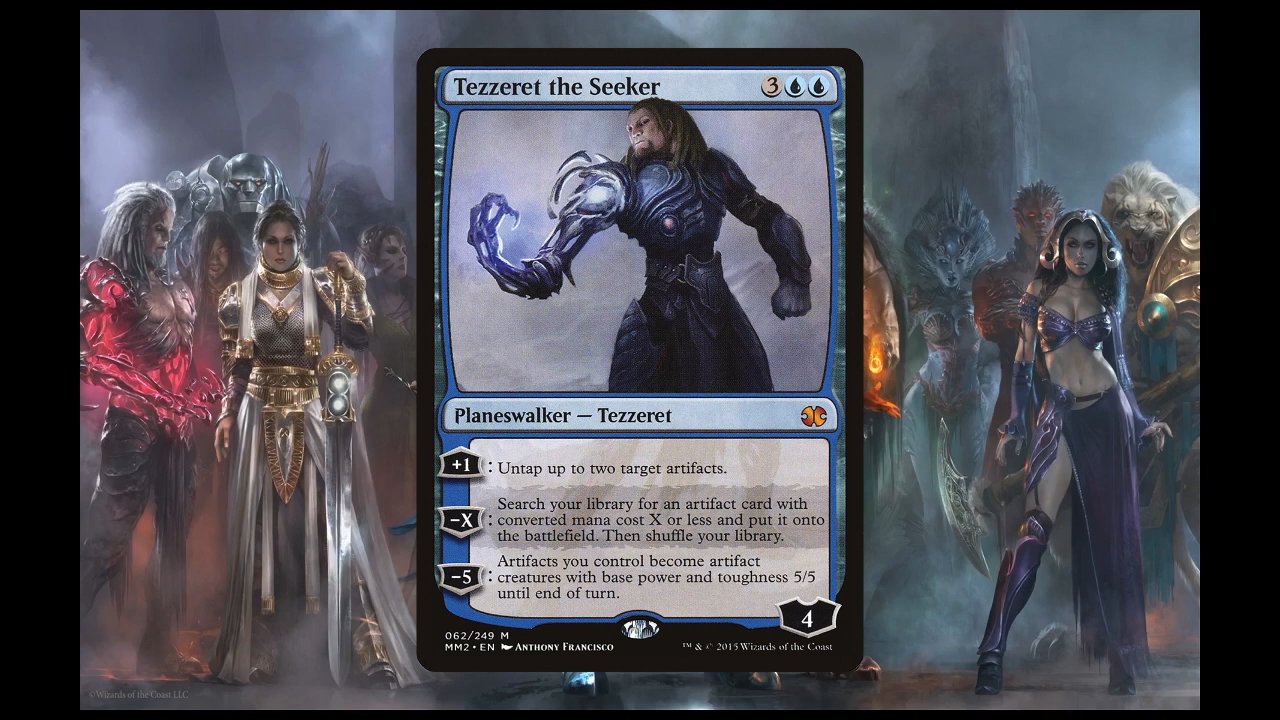 Tezzeret the Seeker 3
Planeswalker — Tezzeret
+1 : Untap up to two target artifacts.
Search your library for an artifact card with
−X : converted mana cost X or less and put it onto
the battlefield. Then shuffle your library.
Artifacts you control become artifact
−5 : creatures with base power and toughness 5/5
until end of turn.
4
062/249 M
MM2 • EN Anthony Francisco ™ & © 2015 Wizards of the Coast
©Wizards of the Coast LLC